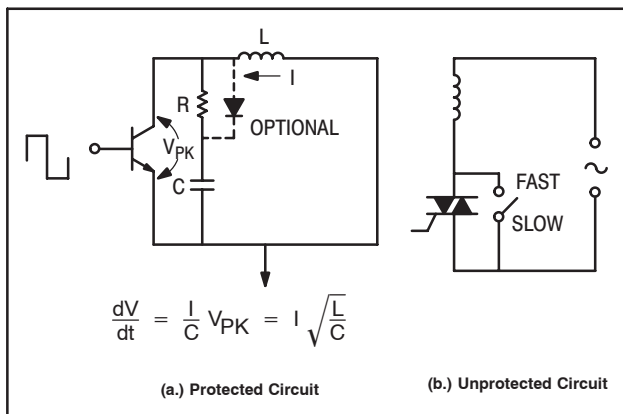 L
I
R
OPTIONAL
V_PK
C
FAST
SLOW
dV/dt = I/C V_PK = I √(L/C)
(a.) Protected Circuit
(b.) Unprotected Circuit